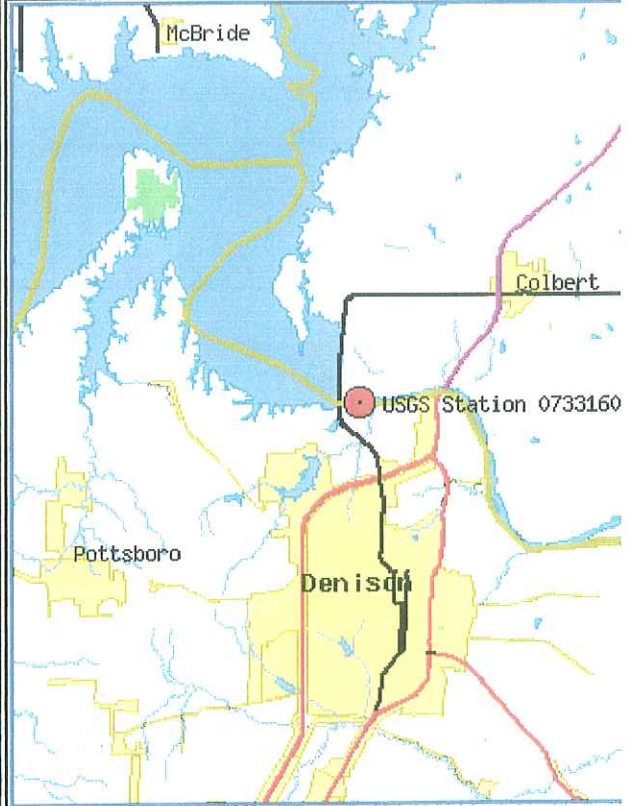 McBride
Colbert
USGS Station 0733160
Pottsboro
Denison